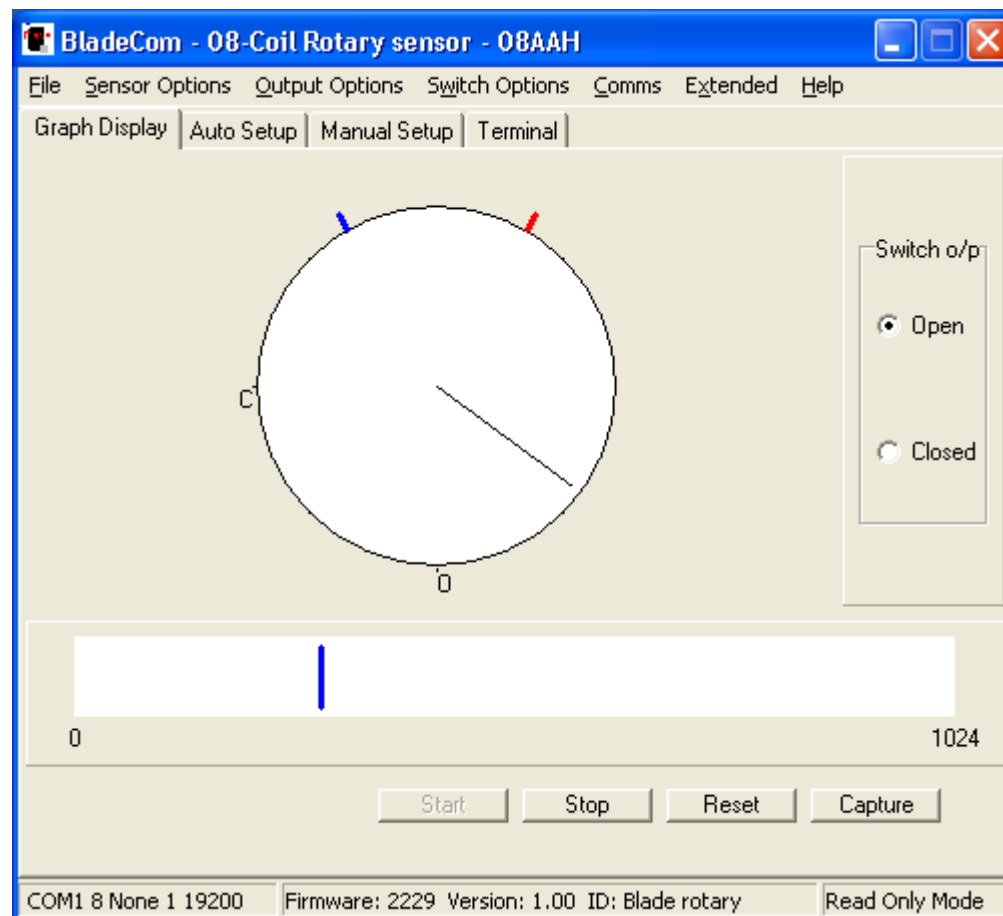 BladeCom - 08-Coil Rotary sensor - 08AAH
File Sensor Options Output Options Switch Options Comms Extended Help
Graph Display Auto Setup Manual Setup Terminal
Switch o/p
Open
C
Closed
O
0 1024
Start Stop Reset Capture
COM1 8 None 1 19200 Firmware: 2229 Version: 1.00 ID: Blade rotary Read Only Mode